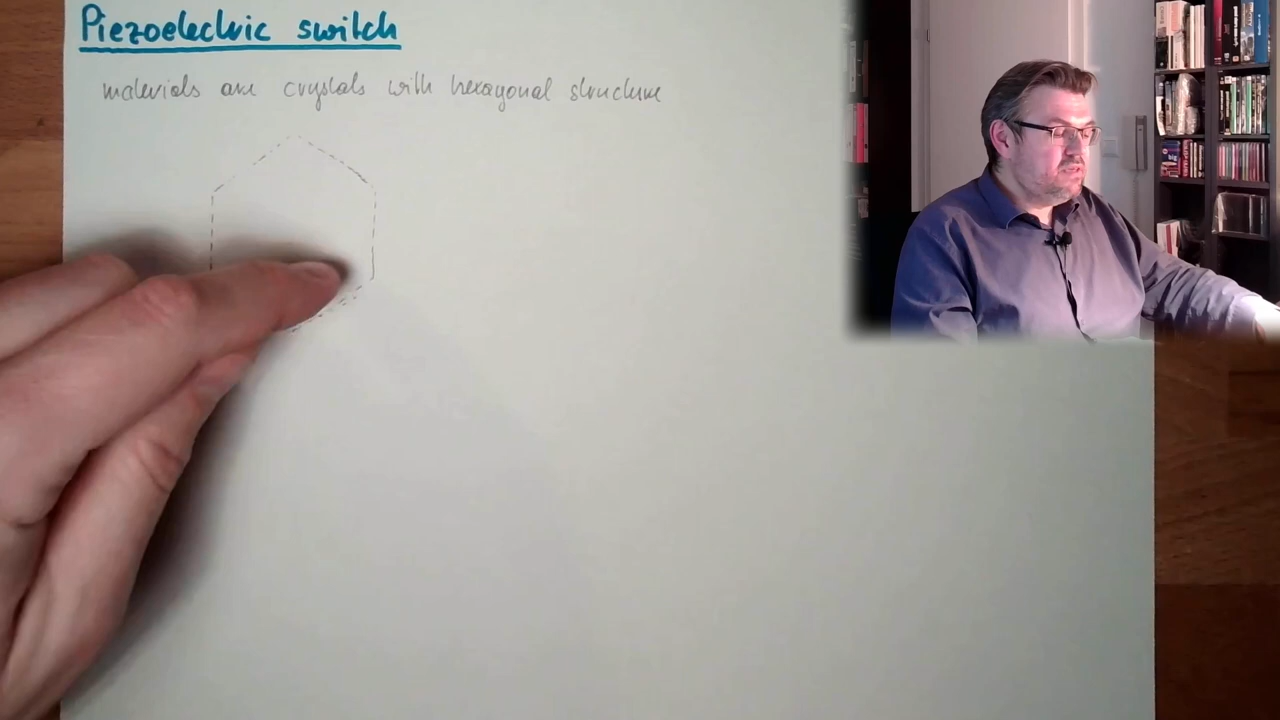 Piezoelectric switch
materials are crystals with hexagonal structure